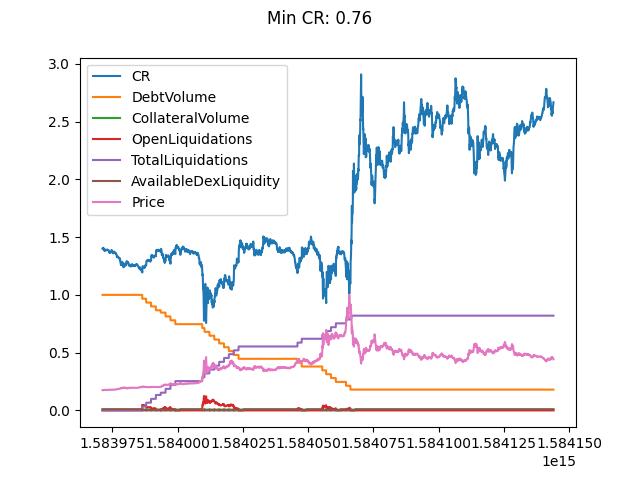 Min CR: 0.76
3.0
2.5
2.0
1.5
1.0
0.5
0.0
CR
DebtVolume
CollateralVolume
OpenLiquidations
TotalLiquidations
AvailableDexLiquidity
Price
1.583975 1.584000 1.584025 1.584050 1.584075 1.584100 1.584125 1.584150
1e15